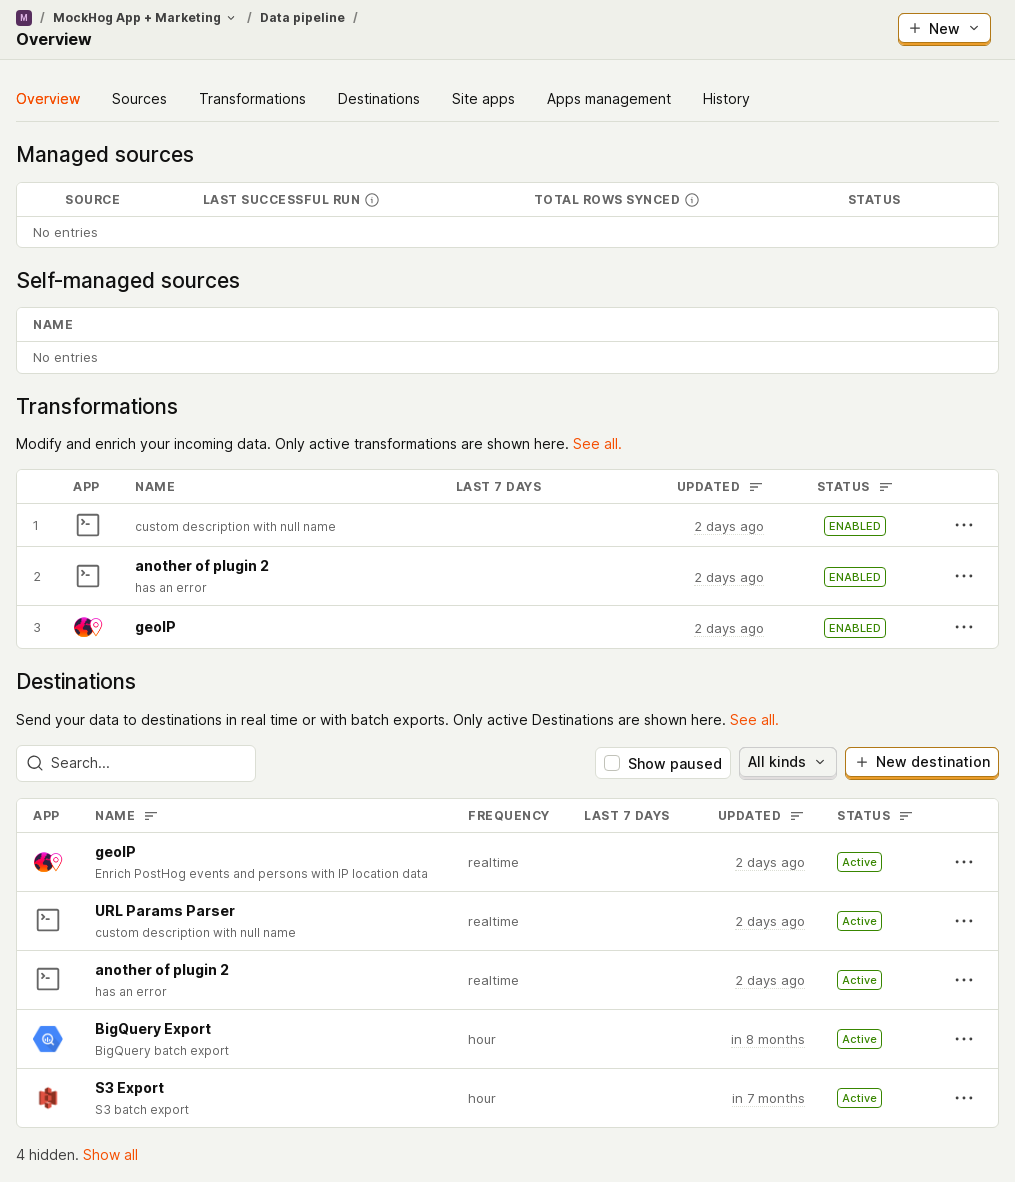 M / MockHog App + Marketing / Data pipeline /
Overview
+ New
Overview Sources Transformations Destinations Site apps Apps management History
Managed sources
SOURCE LAST SUCCESSFUL RUN TOTAL ROWS SYNCED STATUS
No entries
Self-managed sources
NAME
No entries
Transformations
Modify and enrich your incoming data. Only active transformations are shown here. See all.
APP NAME LAST 7 DAYS UPDATED STATUS
1 custom description with null name 2 days ago ENABLED
another of plugin 2
2 2 days ago ENABLED
has an error
3 geoIP 2 days ago ENABLED
Destinations
Send your data to destinations in real time or with batch exports. Only active Destinations are shown here. See all.
Search... Show paused All kinds + New destination
APP NAME FREQUENCY LAST 7 DAYS UPDATED STATUS
geoIP
Enrich PostHog events and persons with IP location data realtime 2 days ago Active
URL Params Parser
custom description with null name realtime 2 days ago Active
another of plugin 2
has an error realtime 2 days ago Active
BigQuery Export
BigQuery batch export hour in 8 months Active
S3 Export
S3 batch export hour in 7 months Active
4 hidden. Show all